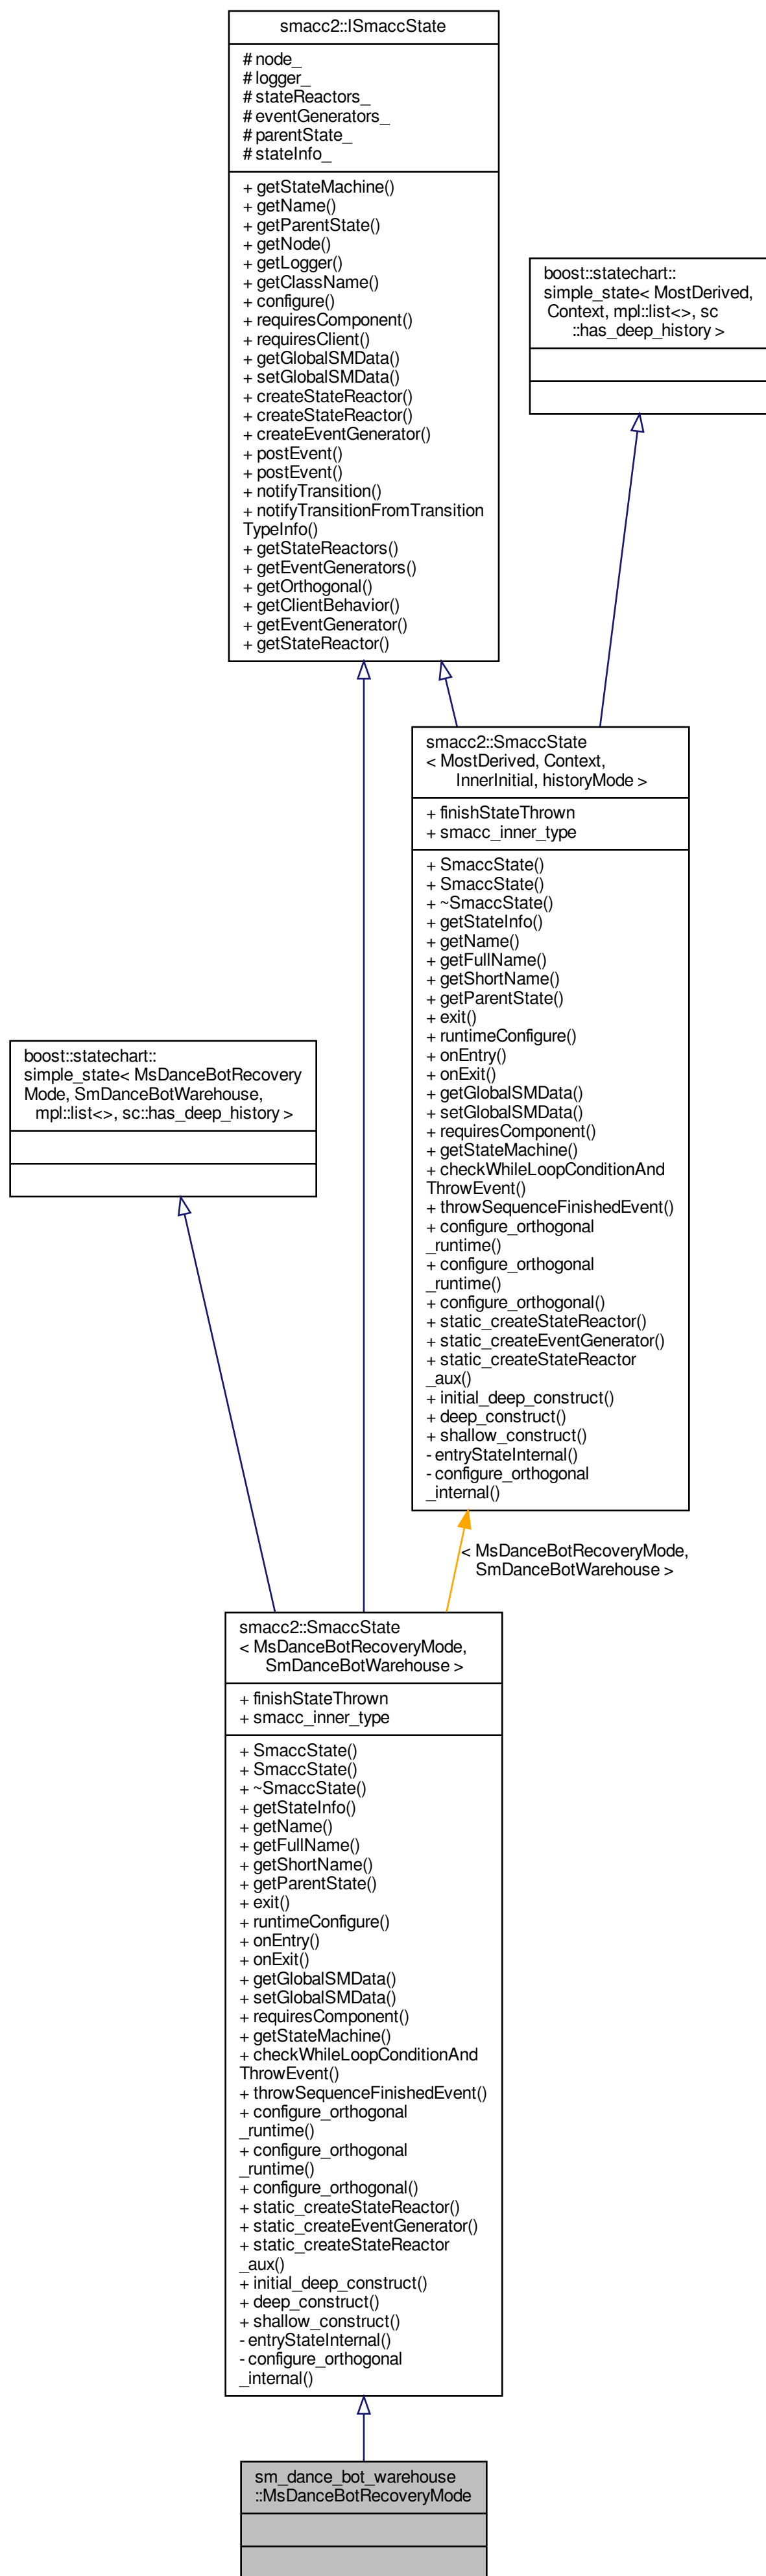 smacc2::ISmaccState
# node_
# logger_
# stateReactors_
# eventGenerators_
# parentState_
# stateInfo_
+ getStateMachine()
+ getName()
+ getParentState()
+ getNode()
+ getLogger()
+ getClassName()
+ configure()
+ requiresComponent()
+ requiresClient()
+ getGlobalSMData()
+ setGlobalSMData()
+ createStateReactor()
+ createStateReactor()
+ createEventGenerator()
+ postEvent()
+ postEvent()
+ notifyTransition()
+ notifyTransitionFromTransition
TypeInfo()
+ getStateReactors()
+ getEventGenerators()
+ getOrthogonal()
+ getClientBehavior()
+ getEventGenerator()
+ getStateReactor()
boost::statechart::
simple_state< MostDerived,
Context, mpl::list<>, sc
::has_deep_history >
smacc2::SmaccState
< MostDerived, Context,
InnerInitial, historyMode >
+ finishStateThrown
+ smacc_inner_type
+ SmaccState()
+ SmaccState()
+ ~SmaccState()
+ getStateInfo()
+ getName()
+ getFullName()
+ getShortName()
+ getParentState()
+ exit()
+ runtimeConfigure()
+ onEntry()
+ onExit()
+ getGlobalSMData()
+ setGlobalSMData()
+ requiresComponent()
+ getStateMachine()
+ checkWhileLoopConditionAnd
ThrowEvent()
+ throwSequenceFinishedEvent()
+ configure_orthogonal
_runtime()
+ configure_orthogonal
_runtime()
+ configure_orthogonal()
+ static_createStateReactor()
+ static_createEventGenerator()
+ static_createStateReactor
_aux()
+ initial_deep_construct()
+ deep_construct()
+ shallow_construct()
- entryStateInternal()
- configure_orthogonal
_internal()
boost::statechart::
simple_state< MsDanceBotRecovery
Mode, SmDanceBotWarehouse,
mpl::list<>, sc::has_deep_history >
< MsDanceBotRecoveryMode,
SmDanceBotWarehouse >
smacc2::SmaccState
< MsDanceBotRecoveryMode,
SmDanceBotWarehouse >
+ finishStateThrown
+ smacc_inner_type
+ SmaccState()
+ SmaccState()
+ ~SmaccState()
+ getStateInfo()
+ getName()
+ getFullName()
+ getShortName()
+ getParentState()
+ exit()
+ runtimeConfigure()
+ onEntry()
+ onExit()
+ getGlobalSMData()
+ setGlobalSMData()
+ requiresComponent()
+ getStateMachine()
+ checkWhileLoopConditionAnd
ThrowEvent()
+ throwSequenceFinishedEvent()
+ configure_orthogonal
_runtime()
+ configure_orthogonal
_runtime()
+ configure_orthogonal()
+ static_createStateReactor()
+ static_createEventGenerator()
+ static_createStateReactor
_aux()
+ initial_deep_construct()
+ deep_construct()
+ shallow_construct()
- entryStateInternal()
- configure_orthogonal
_internal()
sm_dance_bot_warehouse
::MsDanceBotRecoveryMode